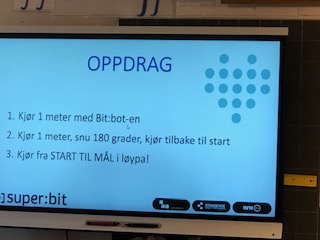 OPPDRAG
1. Kjør 1 meter med Bit:bot-en
2. Kjør 1 meter, snu 180 grader, kjør tilbake til start
3. Kjør fra START TIL MÅL i løypa!
super:bit